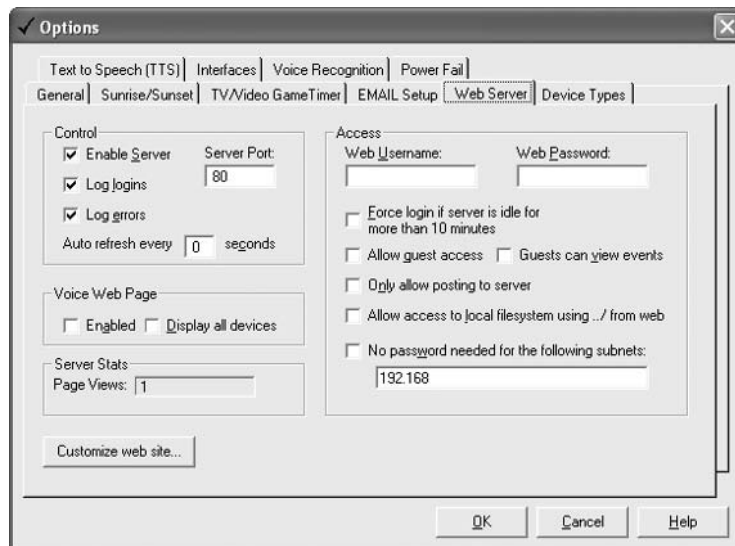 Options
Text to Speech (TTS) Interfaces Voice Recognition Power Fail
General Sunrise/Sunset TV/Video GameTimer EMAIL Setup Web Server Device Types
Control
Enable Server
Server Port:
80
Log logins
Log errors
Auto refresh every 0 seconds
Voice Web Page
Enabled Display all devices
Server Stats
Page Views: 1
Customize web site...
Access
Web Username: Web Password:
Force login if server is idle for
more than 10 minutes
Allow guest access Guests can view events
Only allow posting to server
Allow access to local filesystem using ../ from web
No password needed for the following subnets:
192.168
OK Cancel Help